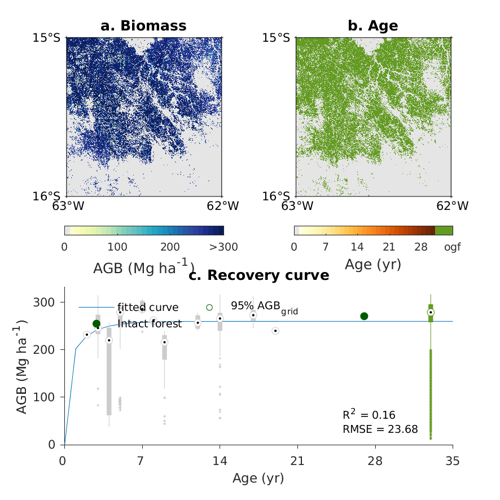 a. Biomass
b. Age
15°S
16°S
63°W
62°W
15°S
16°S
63°W
62°W
0
100
200
>300
AGB (Mg ha-1)
0
7
14
21
28
ogf
Age (yr)
c. Recovery curve
AGB (Mg ha-1)
300
200
100
0
fitted curve
95% AGBgrid
Intact forest
R2 = 0.16
RMSE = 23.68
0
7
14
21
28
35
Age (yr)